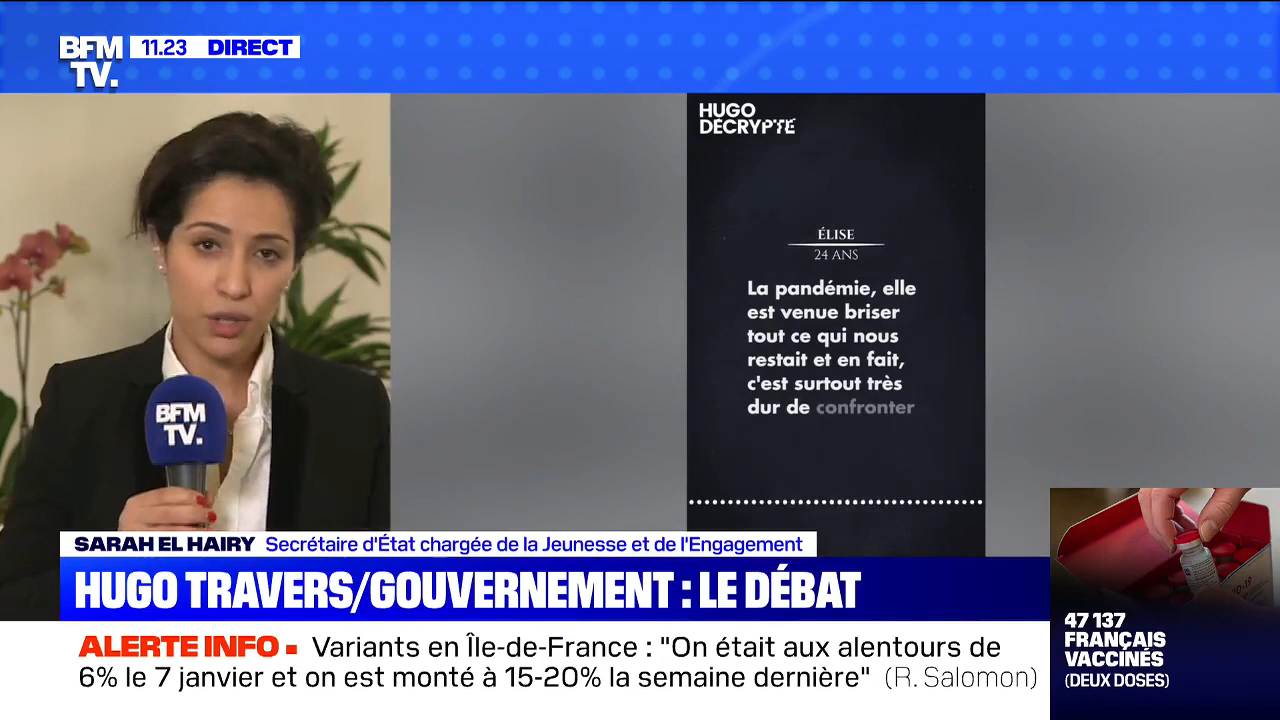 BFM
TV.
11.23 DIRECT
HUGO
DÉCRYPTE
ÉLISE
24 ANS
La pandémie, elle
est venue briser
tout ce qui nous
restait et en fait,
c'est surtout très
dur de confronter
BFM
TV.
SARAH EL HAIRY Secrétaire d'État chargée de la Jeunesse et de l'Engagement
HUGO TRAVERS/GOUVERNEMENT : LE DÉBAT
ALERTE INFO Variants en Île-de-France : "On était aux alentours de
6% le 7 janvier et on est monté à 15-20% la semaine dernière" (R. Salomon)
47 137
FRANÇAIS
VACCINÉS
(DEUX DOSES)